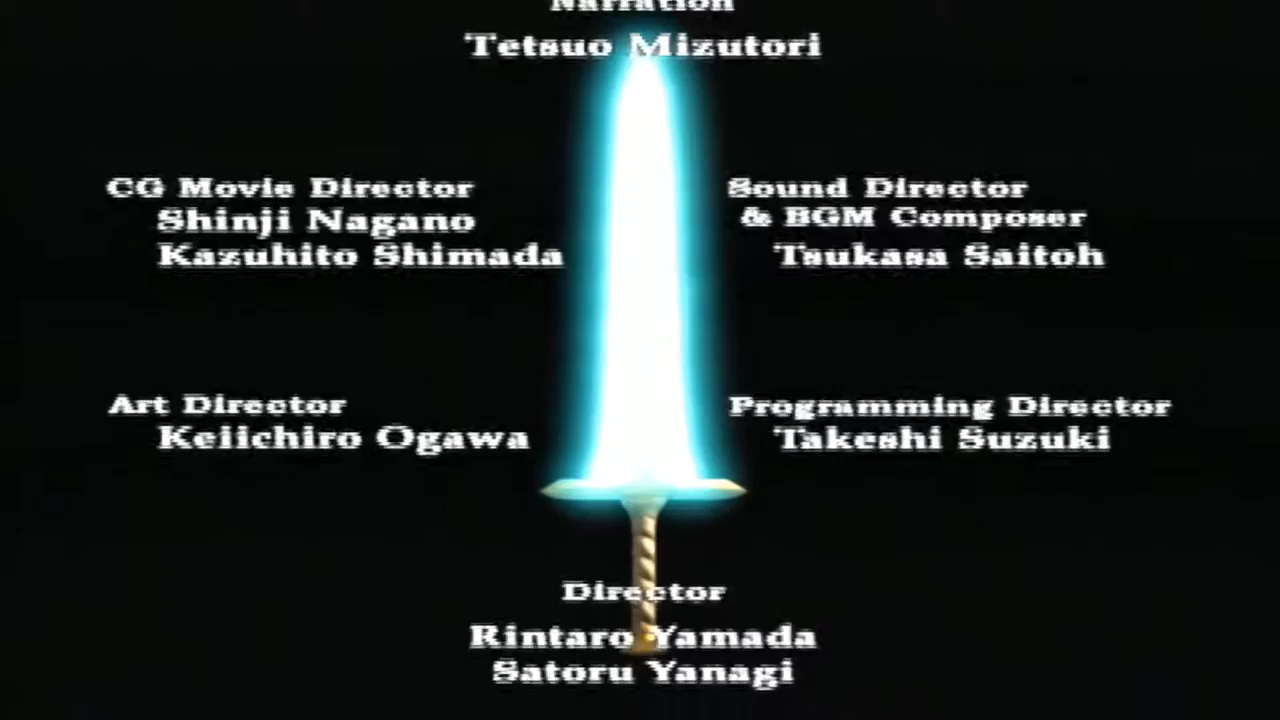 Narration
Tetsuo Mizutori
CG Movie Director
Shinji Nagano
Kazuhito Shimada
Sound Director
& BGM Composer
Tsukasa Saitoh
Art Director
Keiichiro Ogawa
Programming Director
Takeshi Suzuki
Director
Rintaro Yamada
Satoru Yanagi